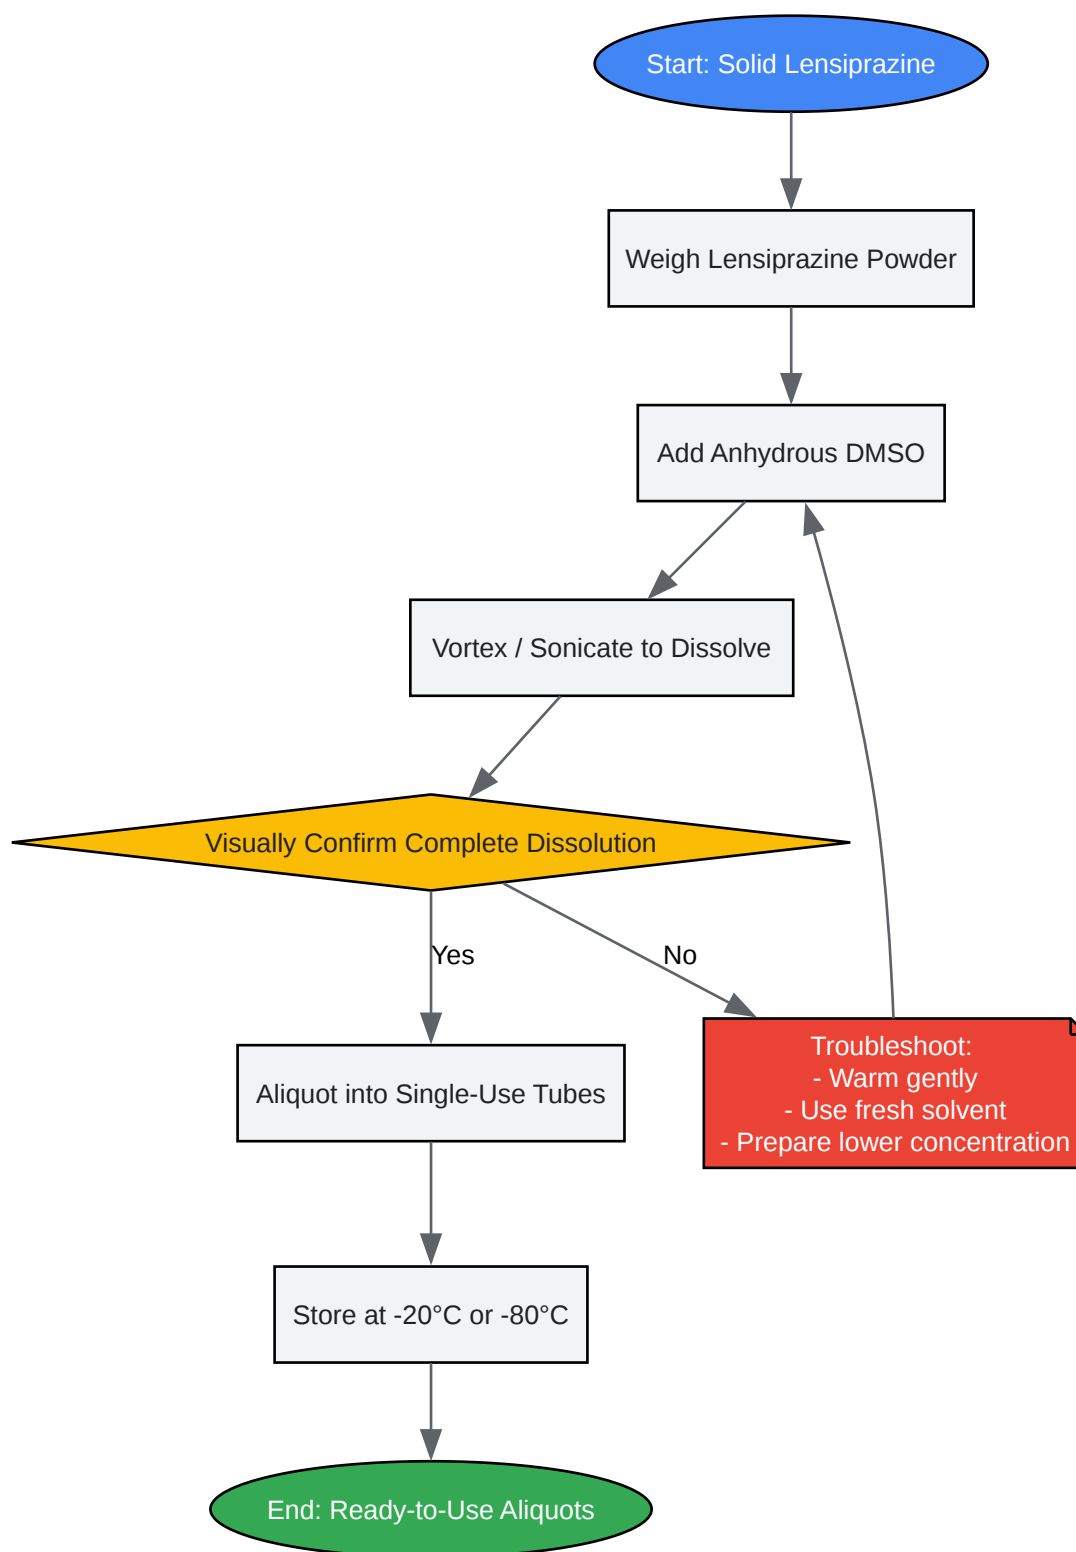 Start: Solid Lensiprazine
Weigh Lensiprazine Powder
Add Anhydrous DMSO
Vortex / Sonicate to Dissolve
Visually Confirm Complete Dissolution
Yes
No
Troubleshoot:
- Warm gently
- Use fresh solvent
- Prepare lower concentration
Aliquot into Single-Use Tubes
Store at -20°C or -80°C
End: Ready-to-Use Aliquots